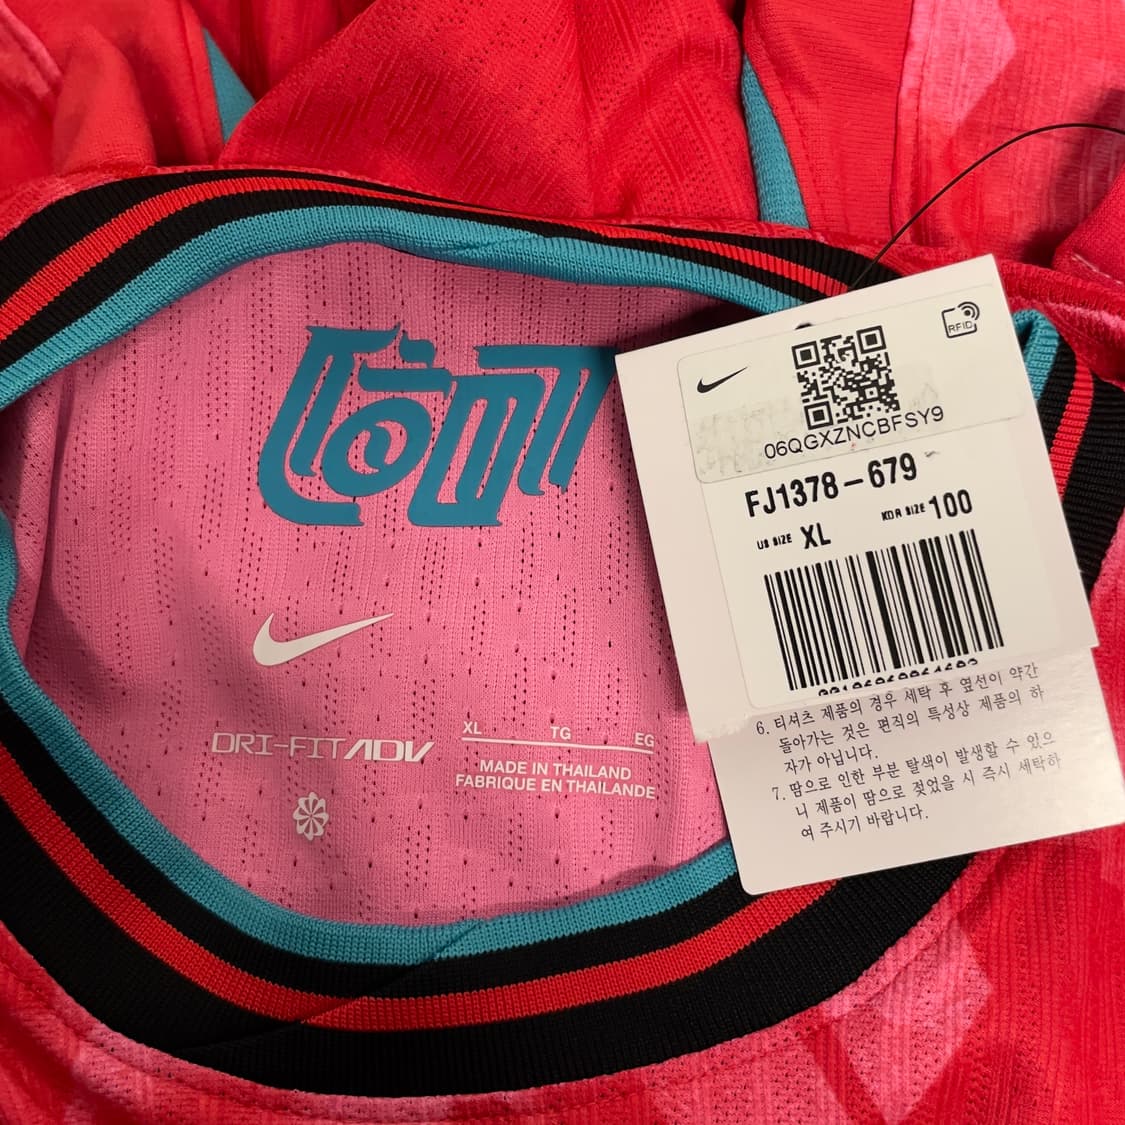 DRI-FIT ADV
XL TG EG
MADE IN THAILAND
FABRIQUE EN THAILANDE
RFID
06QGXZNCBFSY9
FJ1378-679
US SIZE XL KOR SIZE 100
6. 티셔츠 제품의 경우 세탁 후 옆선이 약간
돌아가는 것은 편직의 특성상 제품의 하
자가 아닙니다.
7. 땀으로 인한 부분 탈색이 발생할 수 있으
니 제품이 땀으로 젖었을 시 즉시 세탁하
여 주시기 바랍니다.